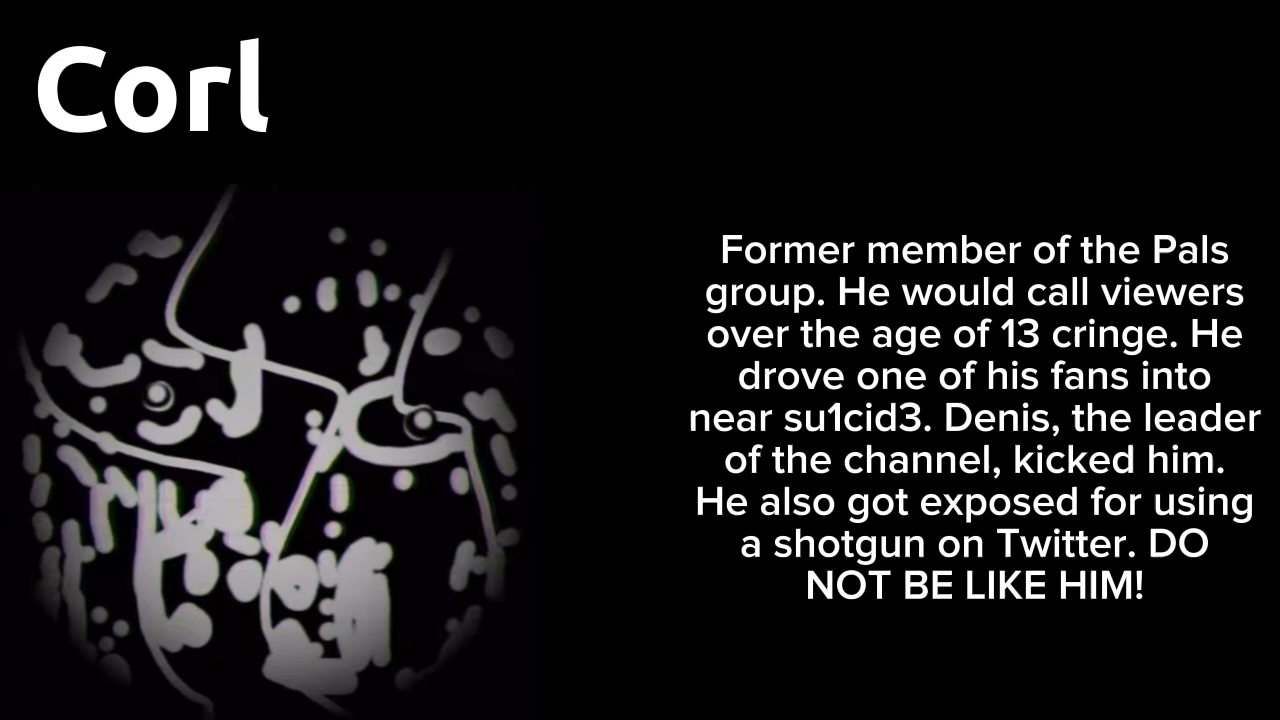 Corl
Former member of the Pals
group. He would call viewers
over the age of 13 cringe. He
drove one of his fans into
near su1cid3. Denis, the leader
of the channel, kicked him.
He also got exposed for using
a shotgun on Twitter. DO
NOT BE LIKE HIM!